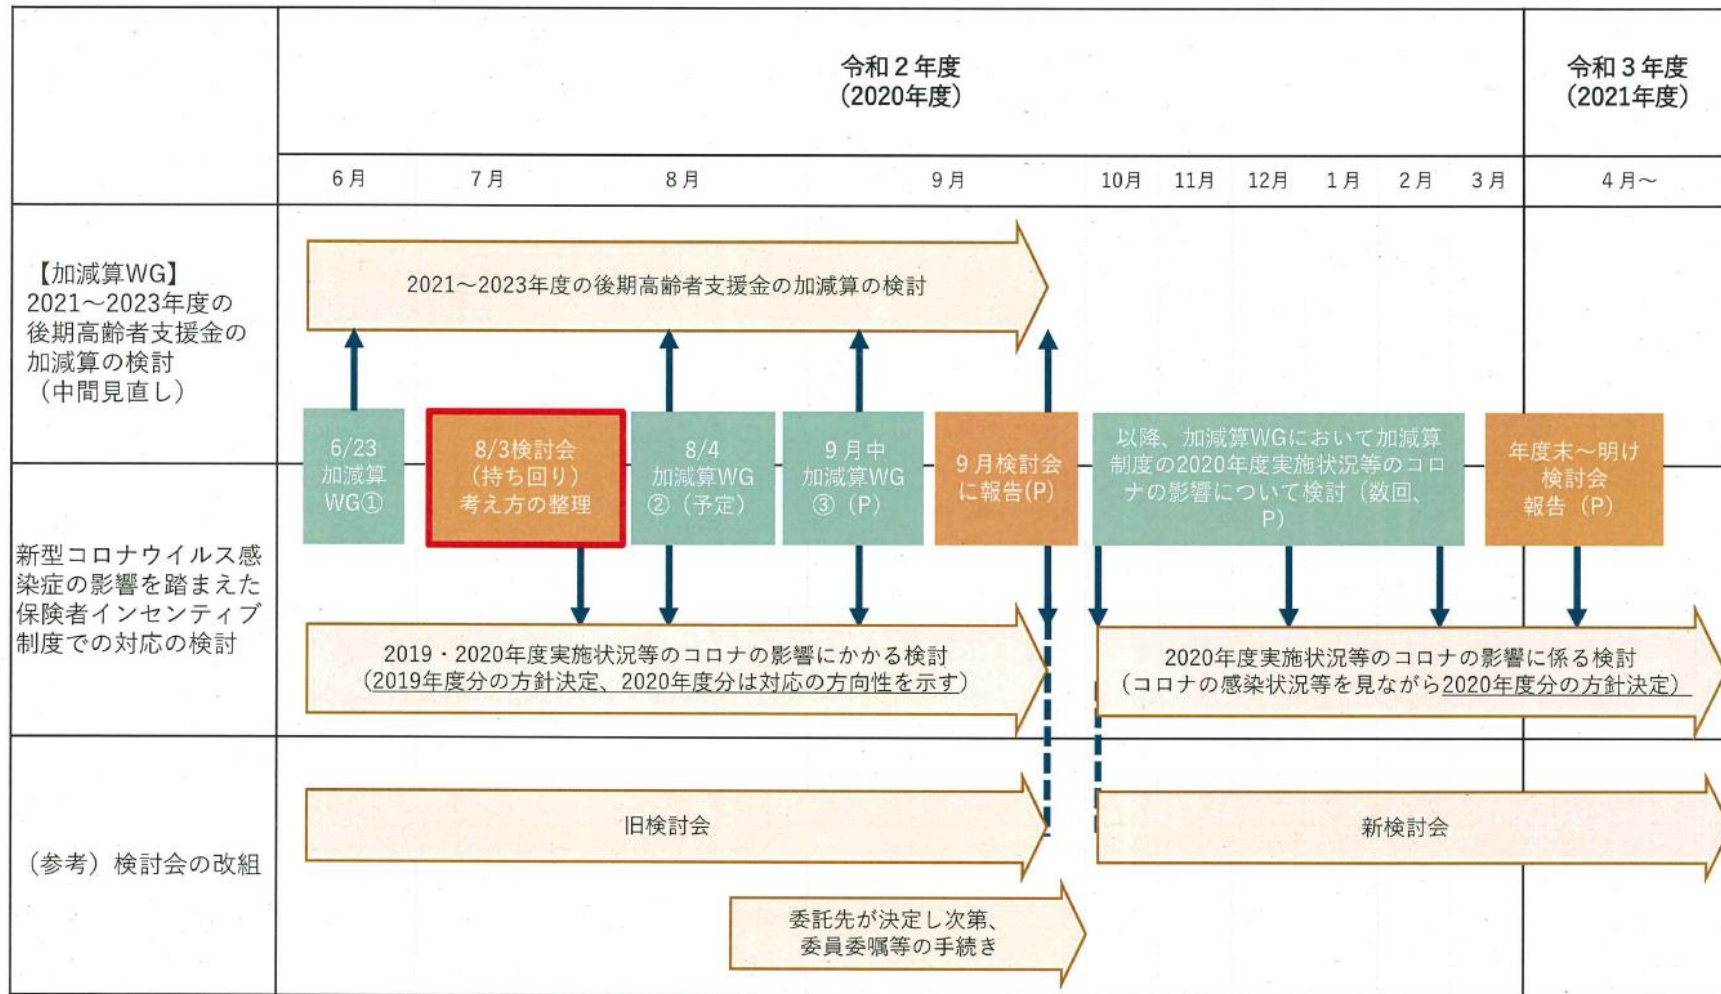 令和２年度
（2020年度）
令和３年度
（2021年度）
６月
７月
８月
９月
10月
11月
12月
１月
２月
３月
４月～
【加減算WG】
2021～2023年度の
後期高齢者支援金の
加減算の検討
（中間見直し）
2021～2023年度の後期高齢者支援金の加減算の検討
6/23
加減算
WG①
8/3検討会
（持ち回り）
考え方の整理
8/4
加減算WG
②（予定）
９月中
加減算WG
③（P）
９月検討会
に報告(P)
以降、加減算WGにおいて加減算
制度の2020年度実施状況等のコロ
ナの影響について検討（数回、
P）
年度末～明け
検討会
報告（P）
新型コロナウイルス感
染症の影響を踏まえた
保険者インセンティブ
制度での対応の検討
2019・2020年度実施状況等のコロナの影響にかかる検討
（2019年度分の方針決定、2020年度分は対応の方向性を示す）
2020年度実施状況等のコロナの影響に係る検討
（コロナの感染状況等を見ながら2020年度分の方針決定）
（参考）検討会の改組
旧検討会
新検討会
委託先が決定し次第、
委員委嘱等の手続き